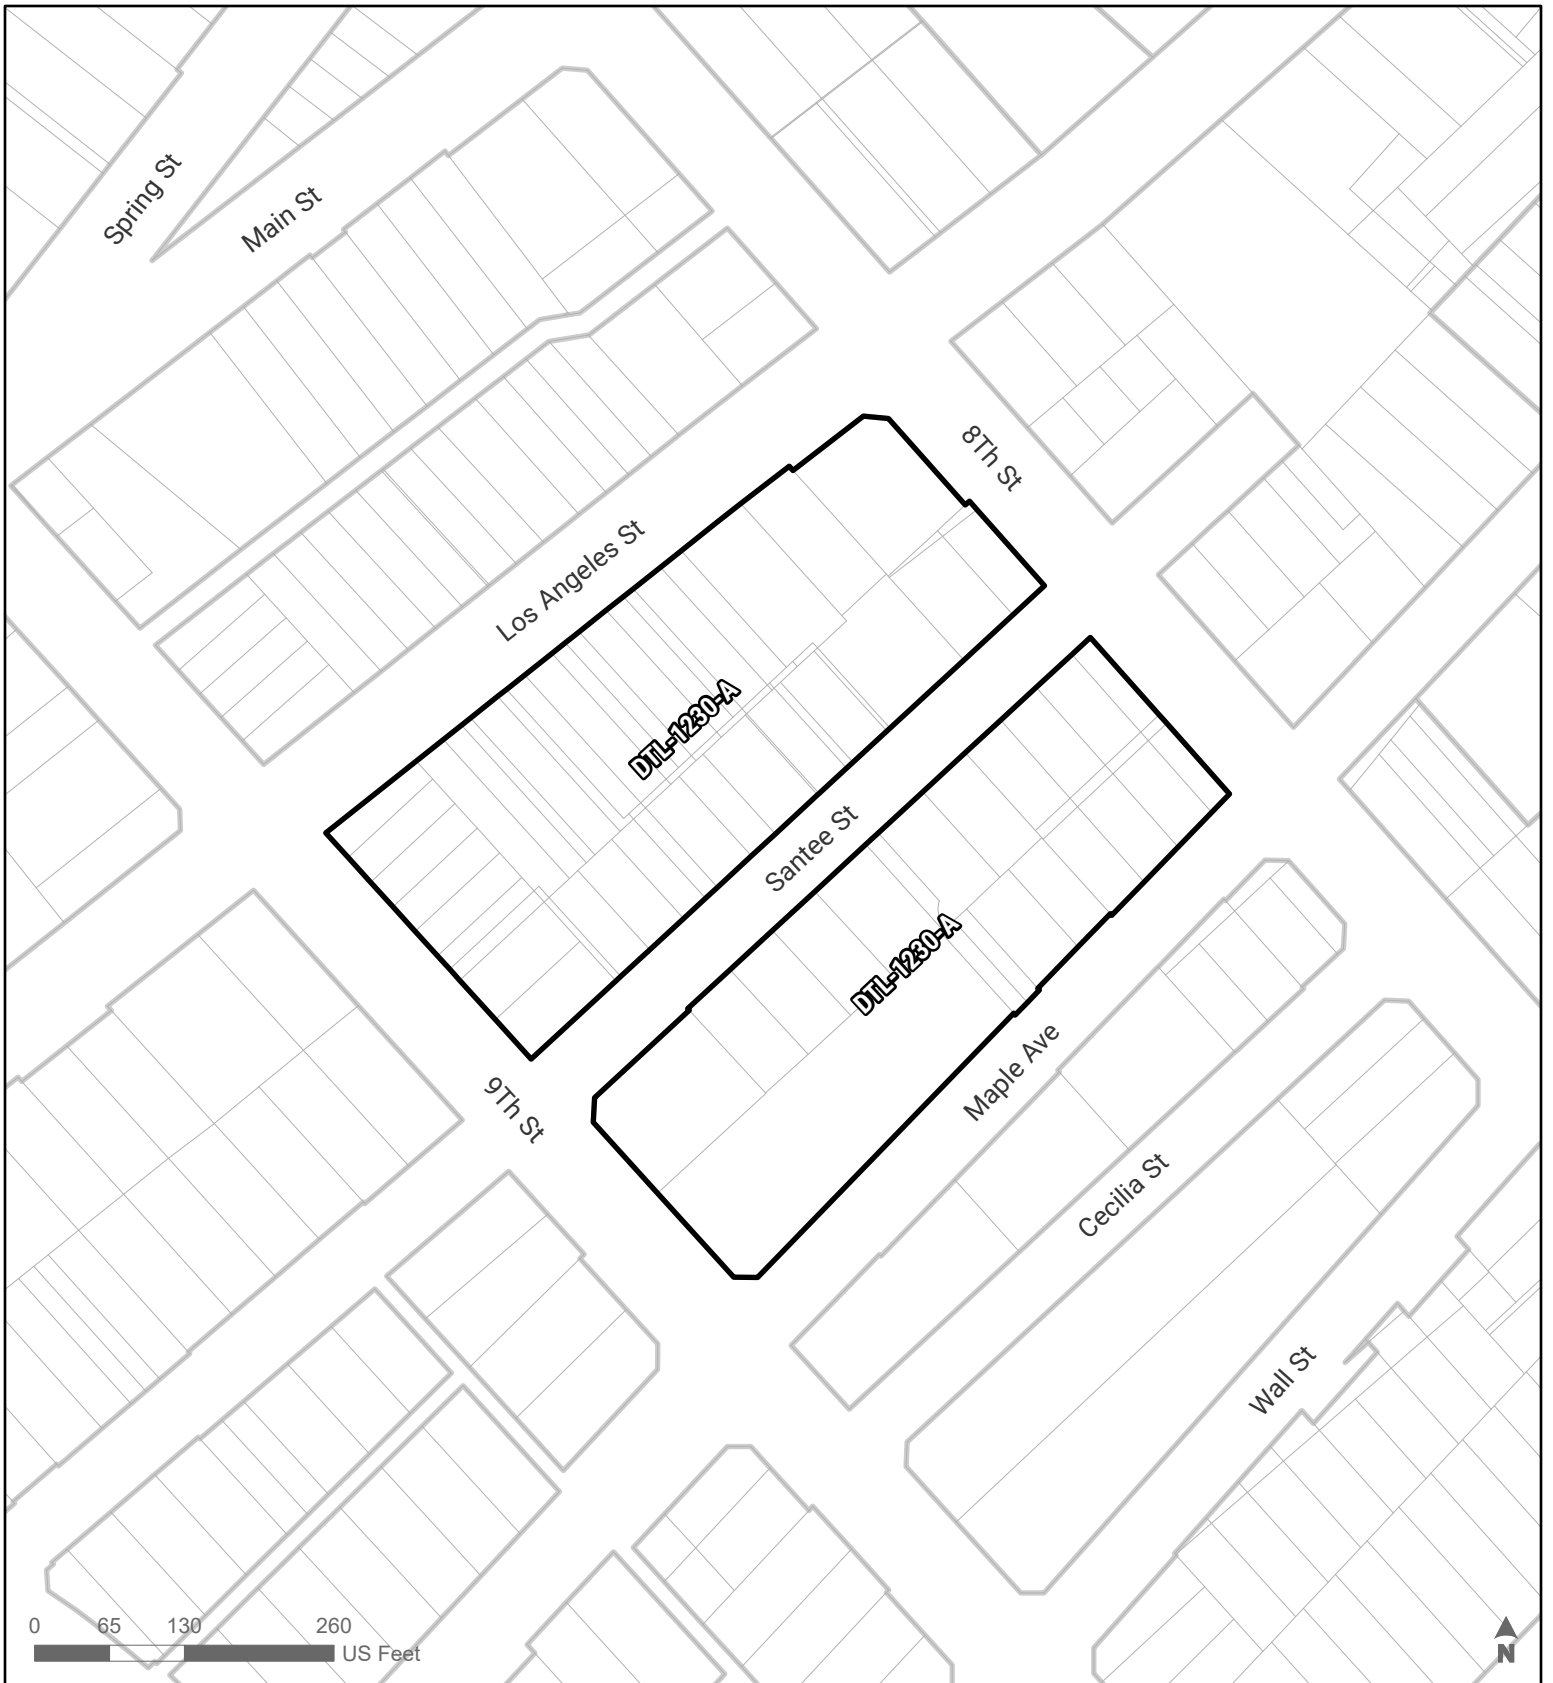 Spring St
Main St
8Th St
Los Angeles St
DTL-1230-A
Santee St
DTL-1230-A
Maple Ave
9Th St
Cecilia St
Wall St
0 65 130 260
US Feet
N